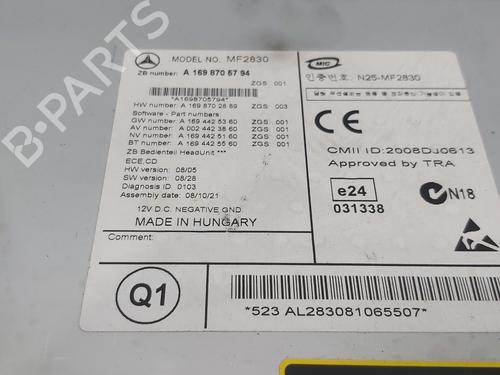 MODEL NO. MF2830
ZB number: A 169 870 57 94 ZGS 001
*A1698705794*
HW number A 169 870 26 89 ZGS 003
Software - Part numbers:
GW number A 169 442 53 60 ZGS 001
AV number A 002 442 38 60 ZGS 001
NV number A 169 442 51 60 ZGS 001
BT number A 169 442 55 60 ZGS 001
ZB Bedienteil HeadUnit ***
ECE,CD
HW version 08/05
SW version 08/28
Diagnosis ID 0103
Assembly date 08/10/21
12V D.C. NEGATIVE GND
MADE IN HUNGARY
Comment:
MIC
인증번호: N25-MF2830
CE
CMII ID:2008DJ0613
Approved by TRA
e24
031338
N18
Q1
*523 AL283081065507*
B-PARTS